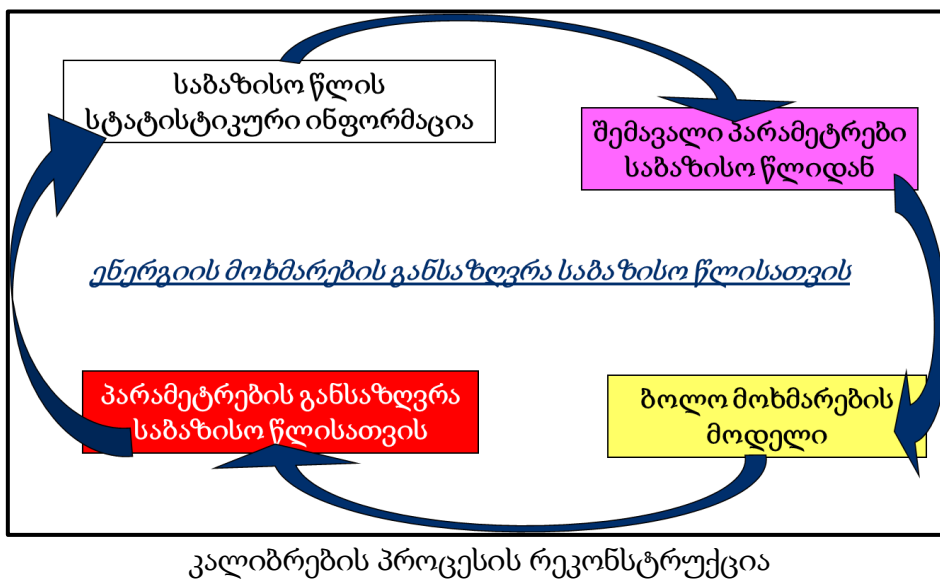 საბაზისო წლის
სტატისტიკური ინფორმაცია
შემავალი პარამეტრები
საბაზისო წლიდან
ენერგიის მოხმარების განსაზღვრა საბაზისო წლისათვის
პარამეტრების განსაზღვრა
საბაზისო წლისათვის
ბოლო მოხმარების
მოდელი
კალიბრების პროცესის რეკონსტრუქცია